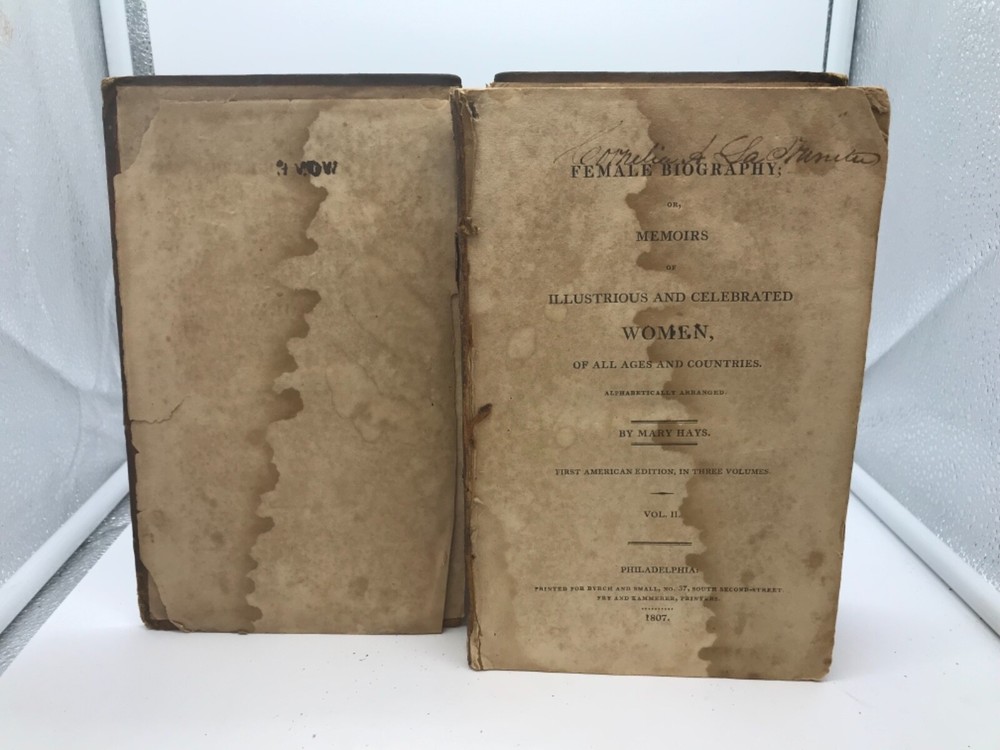 FEMALE BIOGRAPHY;
OR,
MEMOIRS
OF
ILLUSTRIOUS AND CELEBRATED
WOMEN,
OF ALL AGES AND COUNTRIES.
ALPHABETICALLY ARRANGED.
BY MARY HAYS.
FIRST AMERICAN EDITION, IN THREE VOLUMES.
VOL. II.
PHILADELPHIA:
PRINTED FOR BYRCH AND SMALL, NO. 37, SOUTH SECOND-STREET
FRY AND KAMMERER, PRINTERS.
1807.